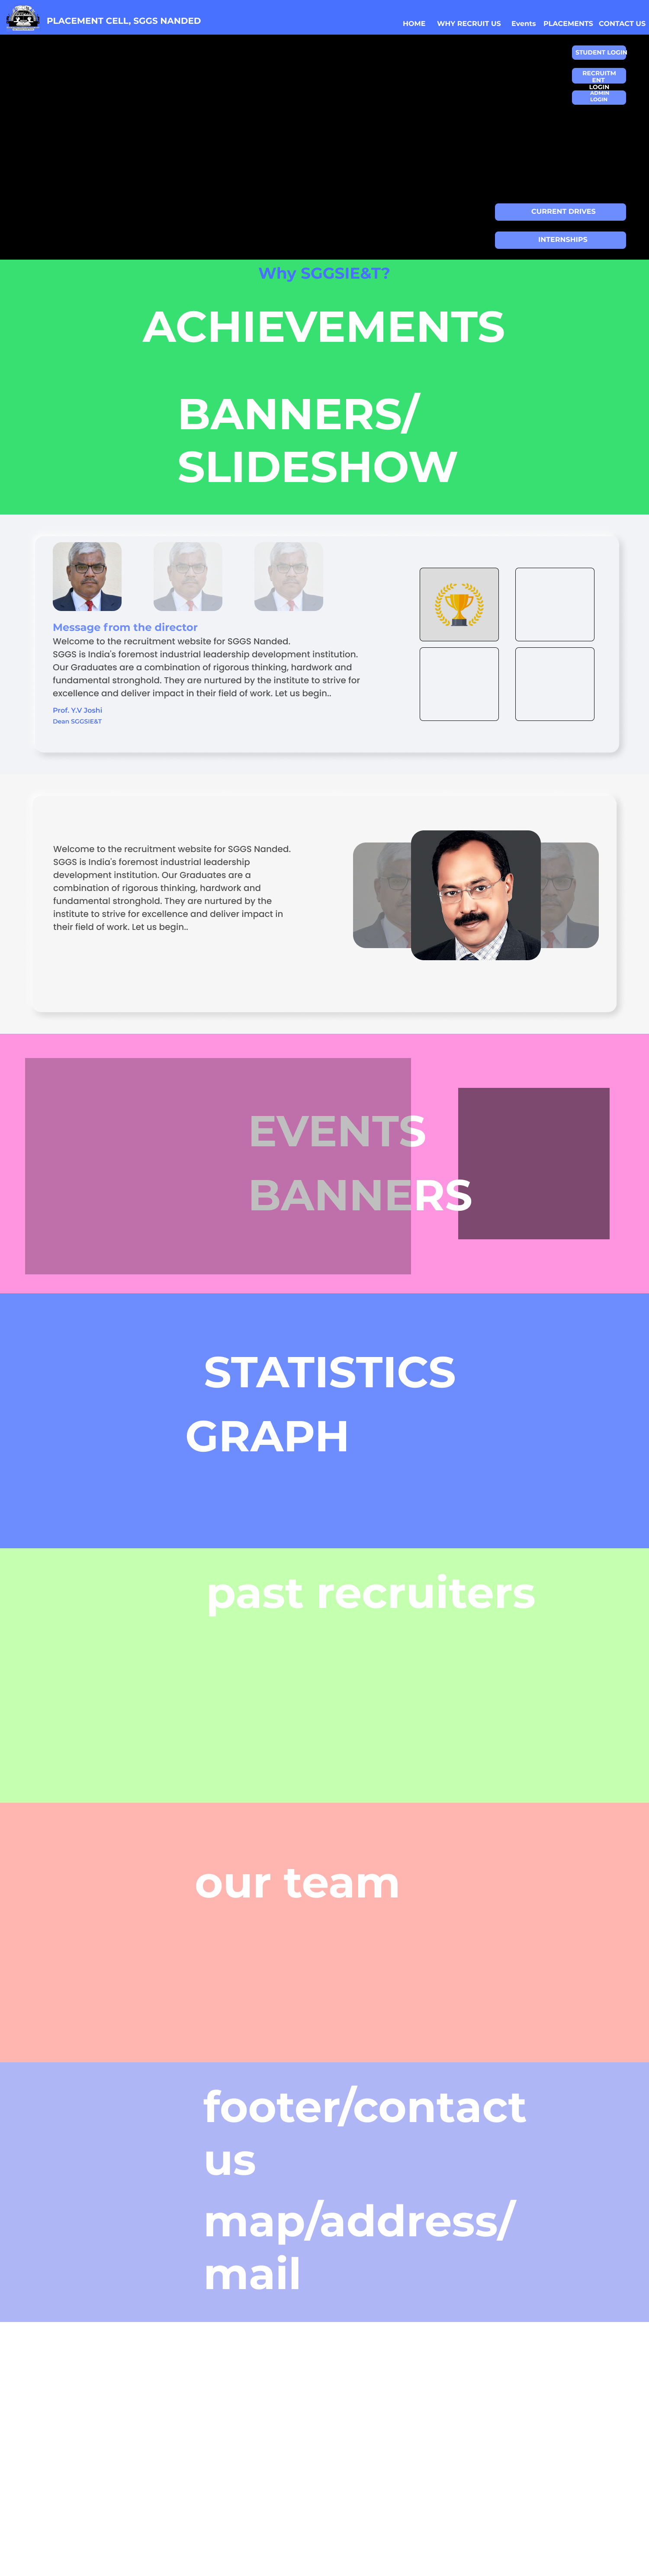 PLACEMENT CELL, SGGS NANDED
HOME
WHY RECRUIT US
Events
PLACEMENTS
CONTACT US
STUDENT LOGIN
RECRUITM
ENT
LOGIN
ADMIN
LOGIN
CURRENT DRIVES
INTERNSHIPS
Why SGGSIE&T?
ACHIEVEMENTS
BANNERS/
SLIDESHOW
Message from the director
Welcome to the recruitment website for SGGS Nanded.
SGGS is India's foremost industrial leadership development institution.
Our Graduates are a combination of rigorous thinking, hardwork and
fundamental stronghold. They are nurtured by the institute to strive for
excellence and deliver impact in their field of work. Let us begin..
Prof. Y.V Joshi
Dean SGGSIE&T
Welcome to the recruitment website for SGGS Nanded.
SGGS is India's foremost industrial leadership
development institution. Our Graduates are a
combination of rigorous thinking, hardwork and
fundamental stronghold. They are nurtured by the
institute to strive for excellence and deliver impact in
their field of work. Let us begin..
EVENTS
BANNERS
STATISTICS
GRAPH
past recruiters
our team
footer/contact
us
map/address/
mail